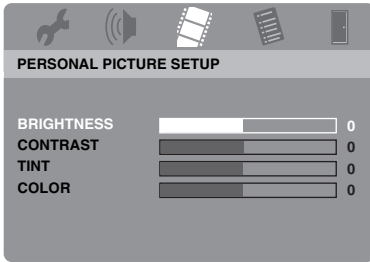 PERSONAL PICTURE SETUP
BRIGHTNESS 0
CONTRAST 0
TINT 0
COLOR 0